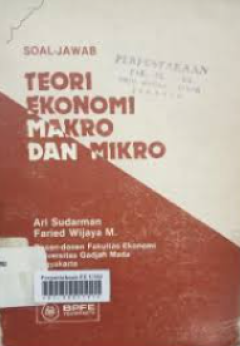 SOAL-JAWAB
PERPUSTAKAAN
TEORI
EKONOMI
MAKRO
DAN MIKRO
Ari Sudarman
Faried Wijaya M.
Dosen-dosen Fakultas Ekonomi
Universitas Gadjah Mada
Yogyakarta
BPFE